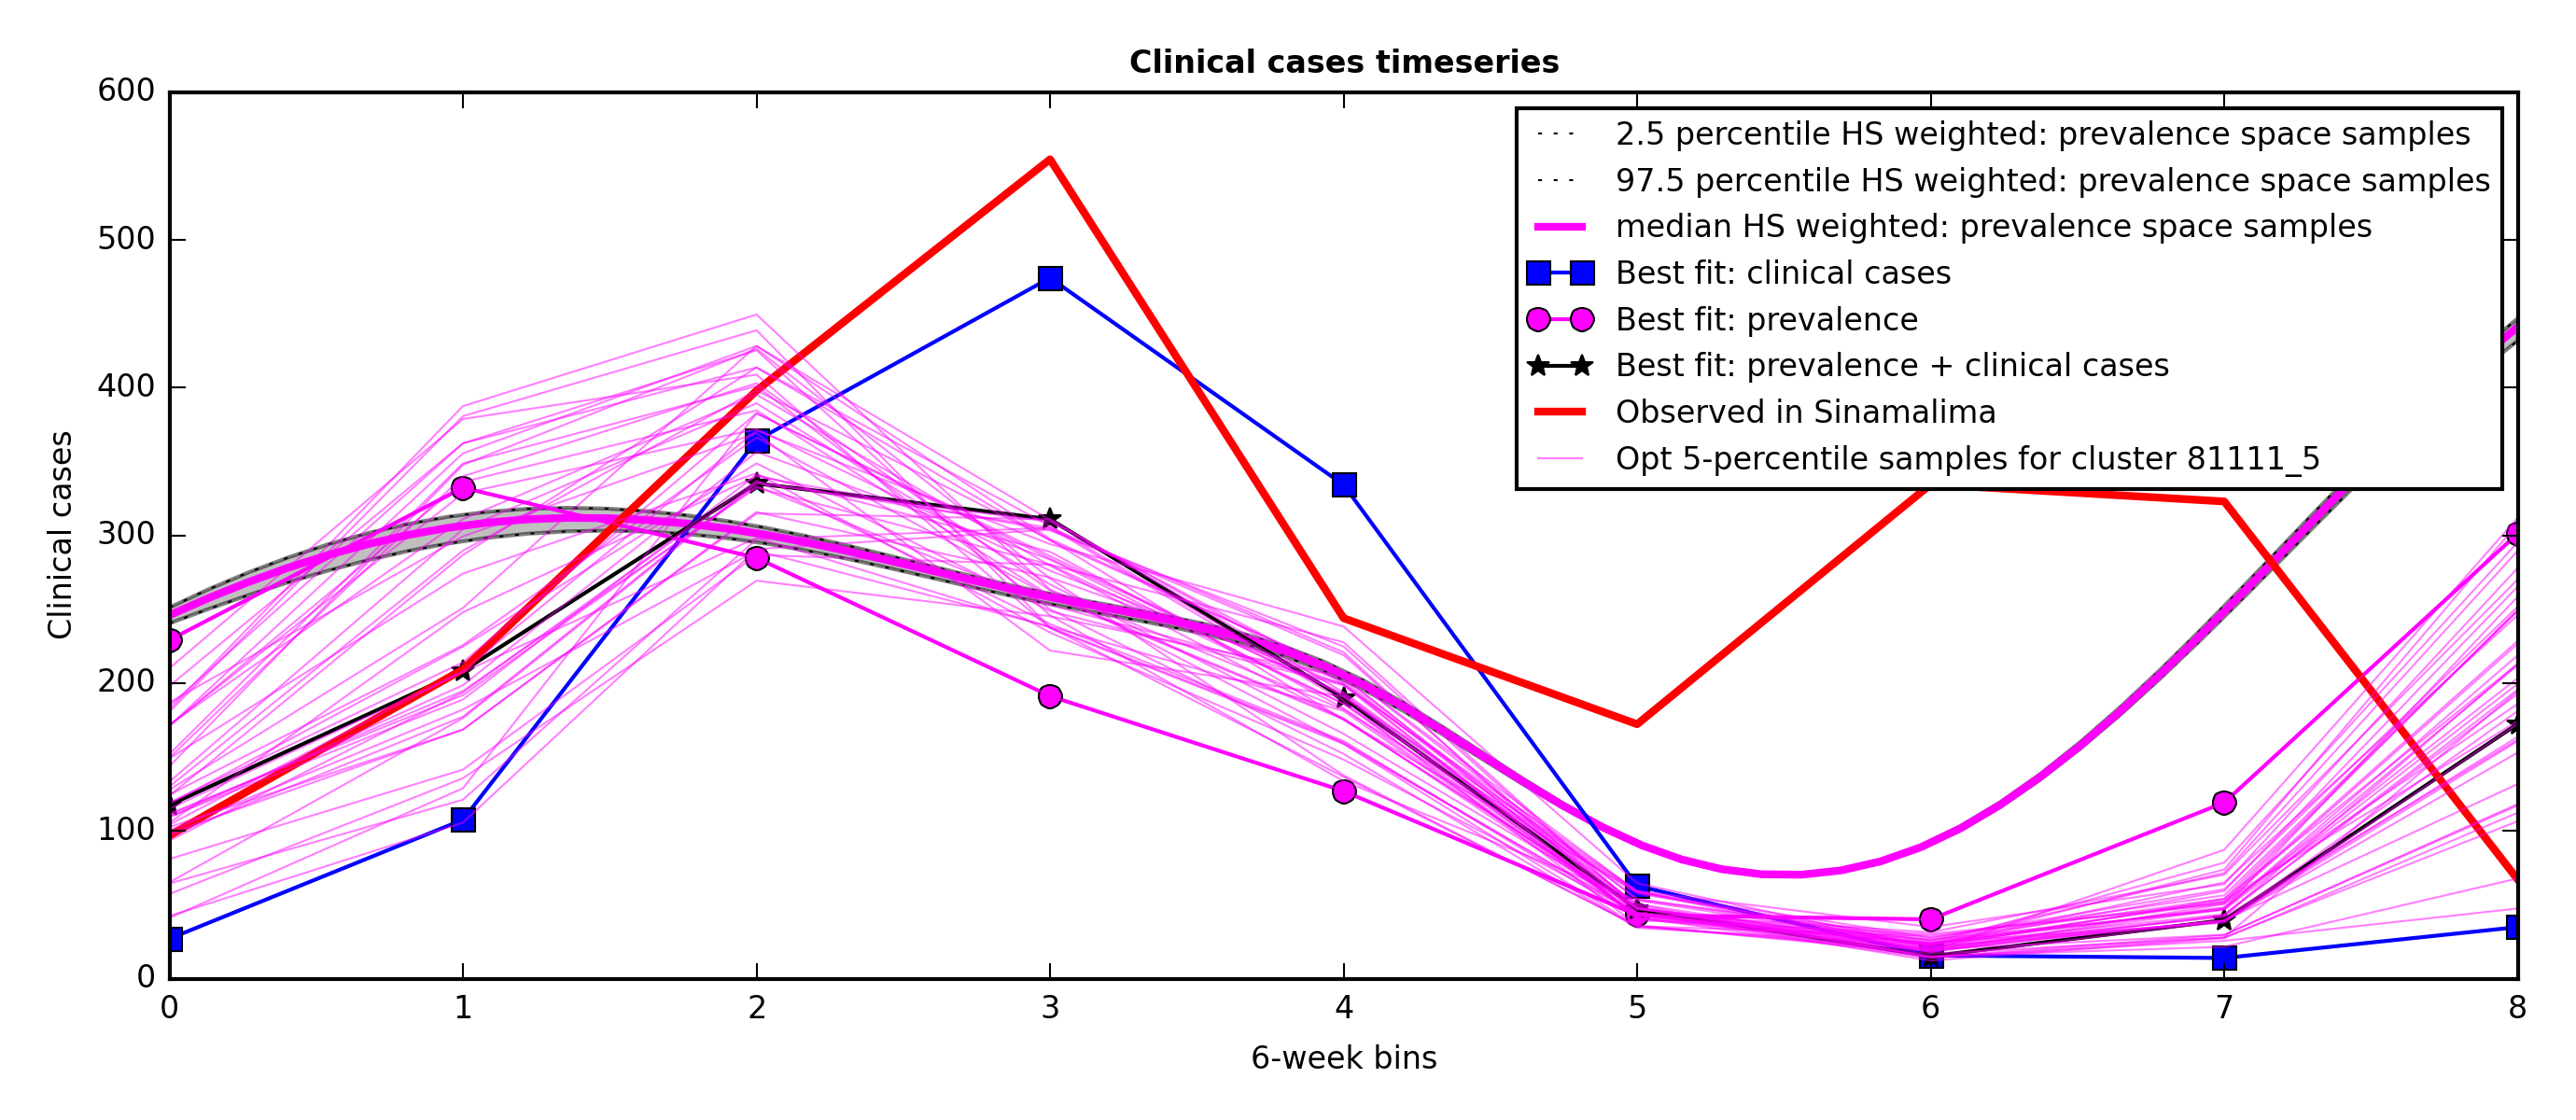 Clinical cases timeseries
600
500
400
300
200
100
0
Clinical cases
2.5 percentile HS weighted: prevalence space samples
97.5 percentile HS weighted: prevalence space samples
median HS weighted: prevalence space samples
Best fit: clinical cases
Best fit: prevalence
Best fit: prevalence + clinical cases
Observed in Sinamalima
Opt 5-percentile samples for cluster 81111_5
0 1 2 3 4 5 6 7 8
6-week bins